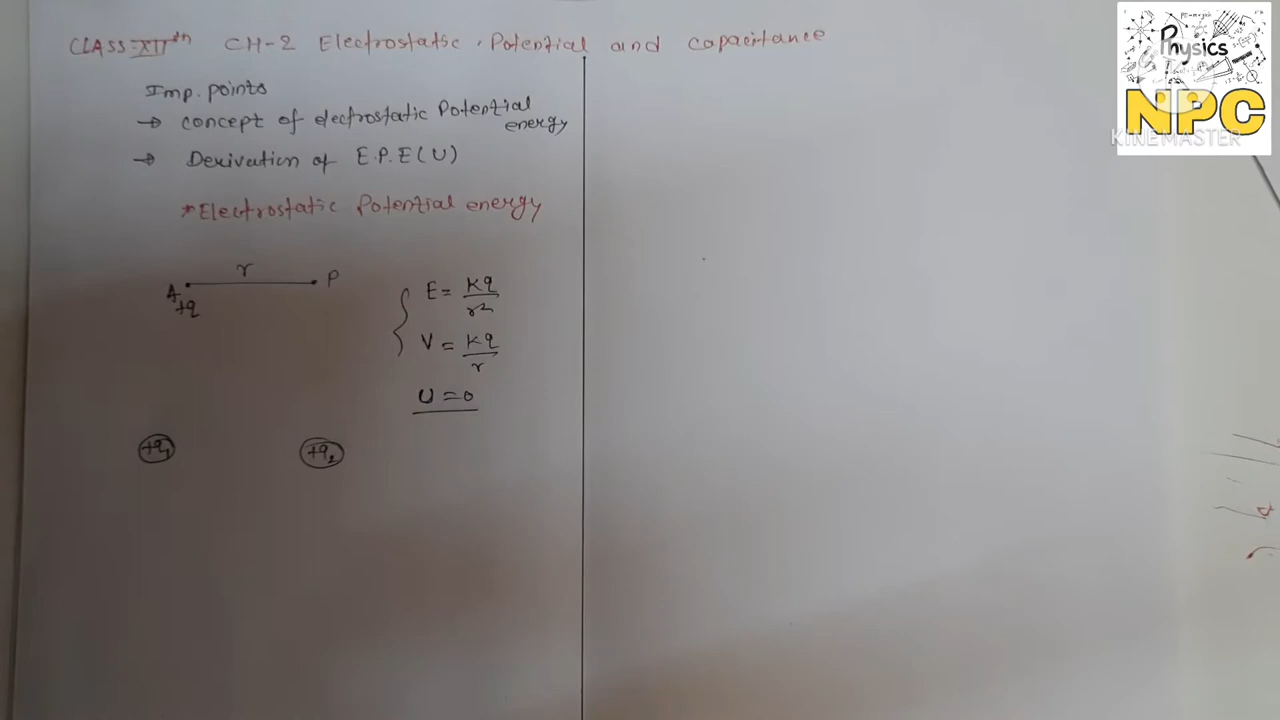 CLASS-XIIth CH-2 Electrostatic Potential and capacitance
Imp. points
→ concept of electrostatic Potential energy
→ Derivation of E.P.E(U)
*Electrostatic Potential energy
r
A P
+q
E = kq/r²
V = kq/r
U = 0
+q1 +q2
Physics
NPC
KINEMASTER